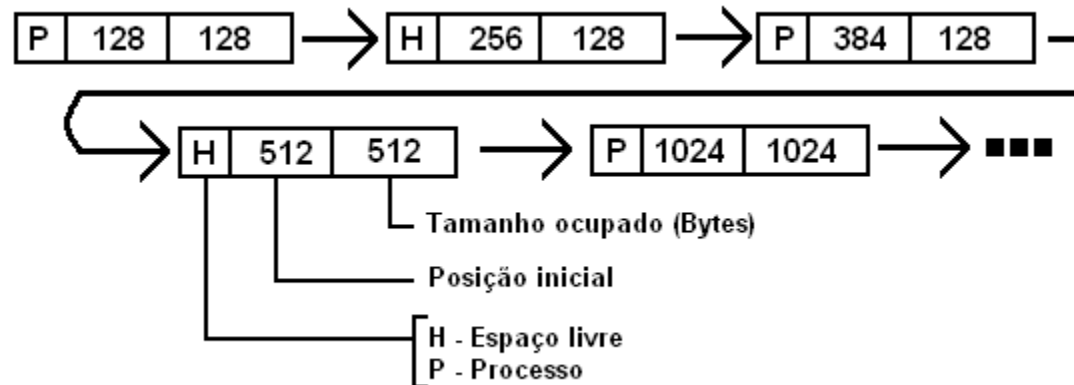 P 128 128 H 256 128 P 384 128
H 512 512 P 1024 1024
Tamanho ocupado (Bytes)
Posição inicial
H - Espaço livre
P - Processo